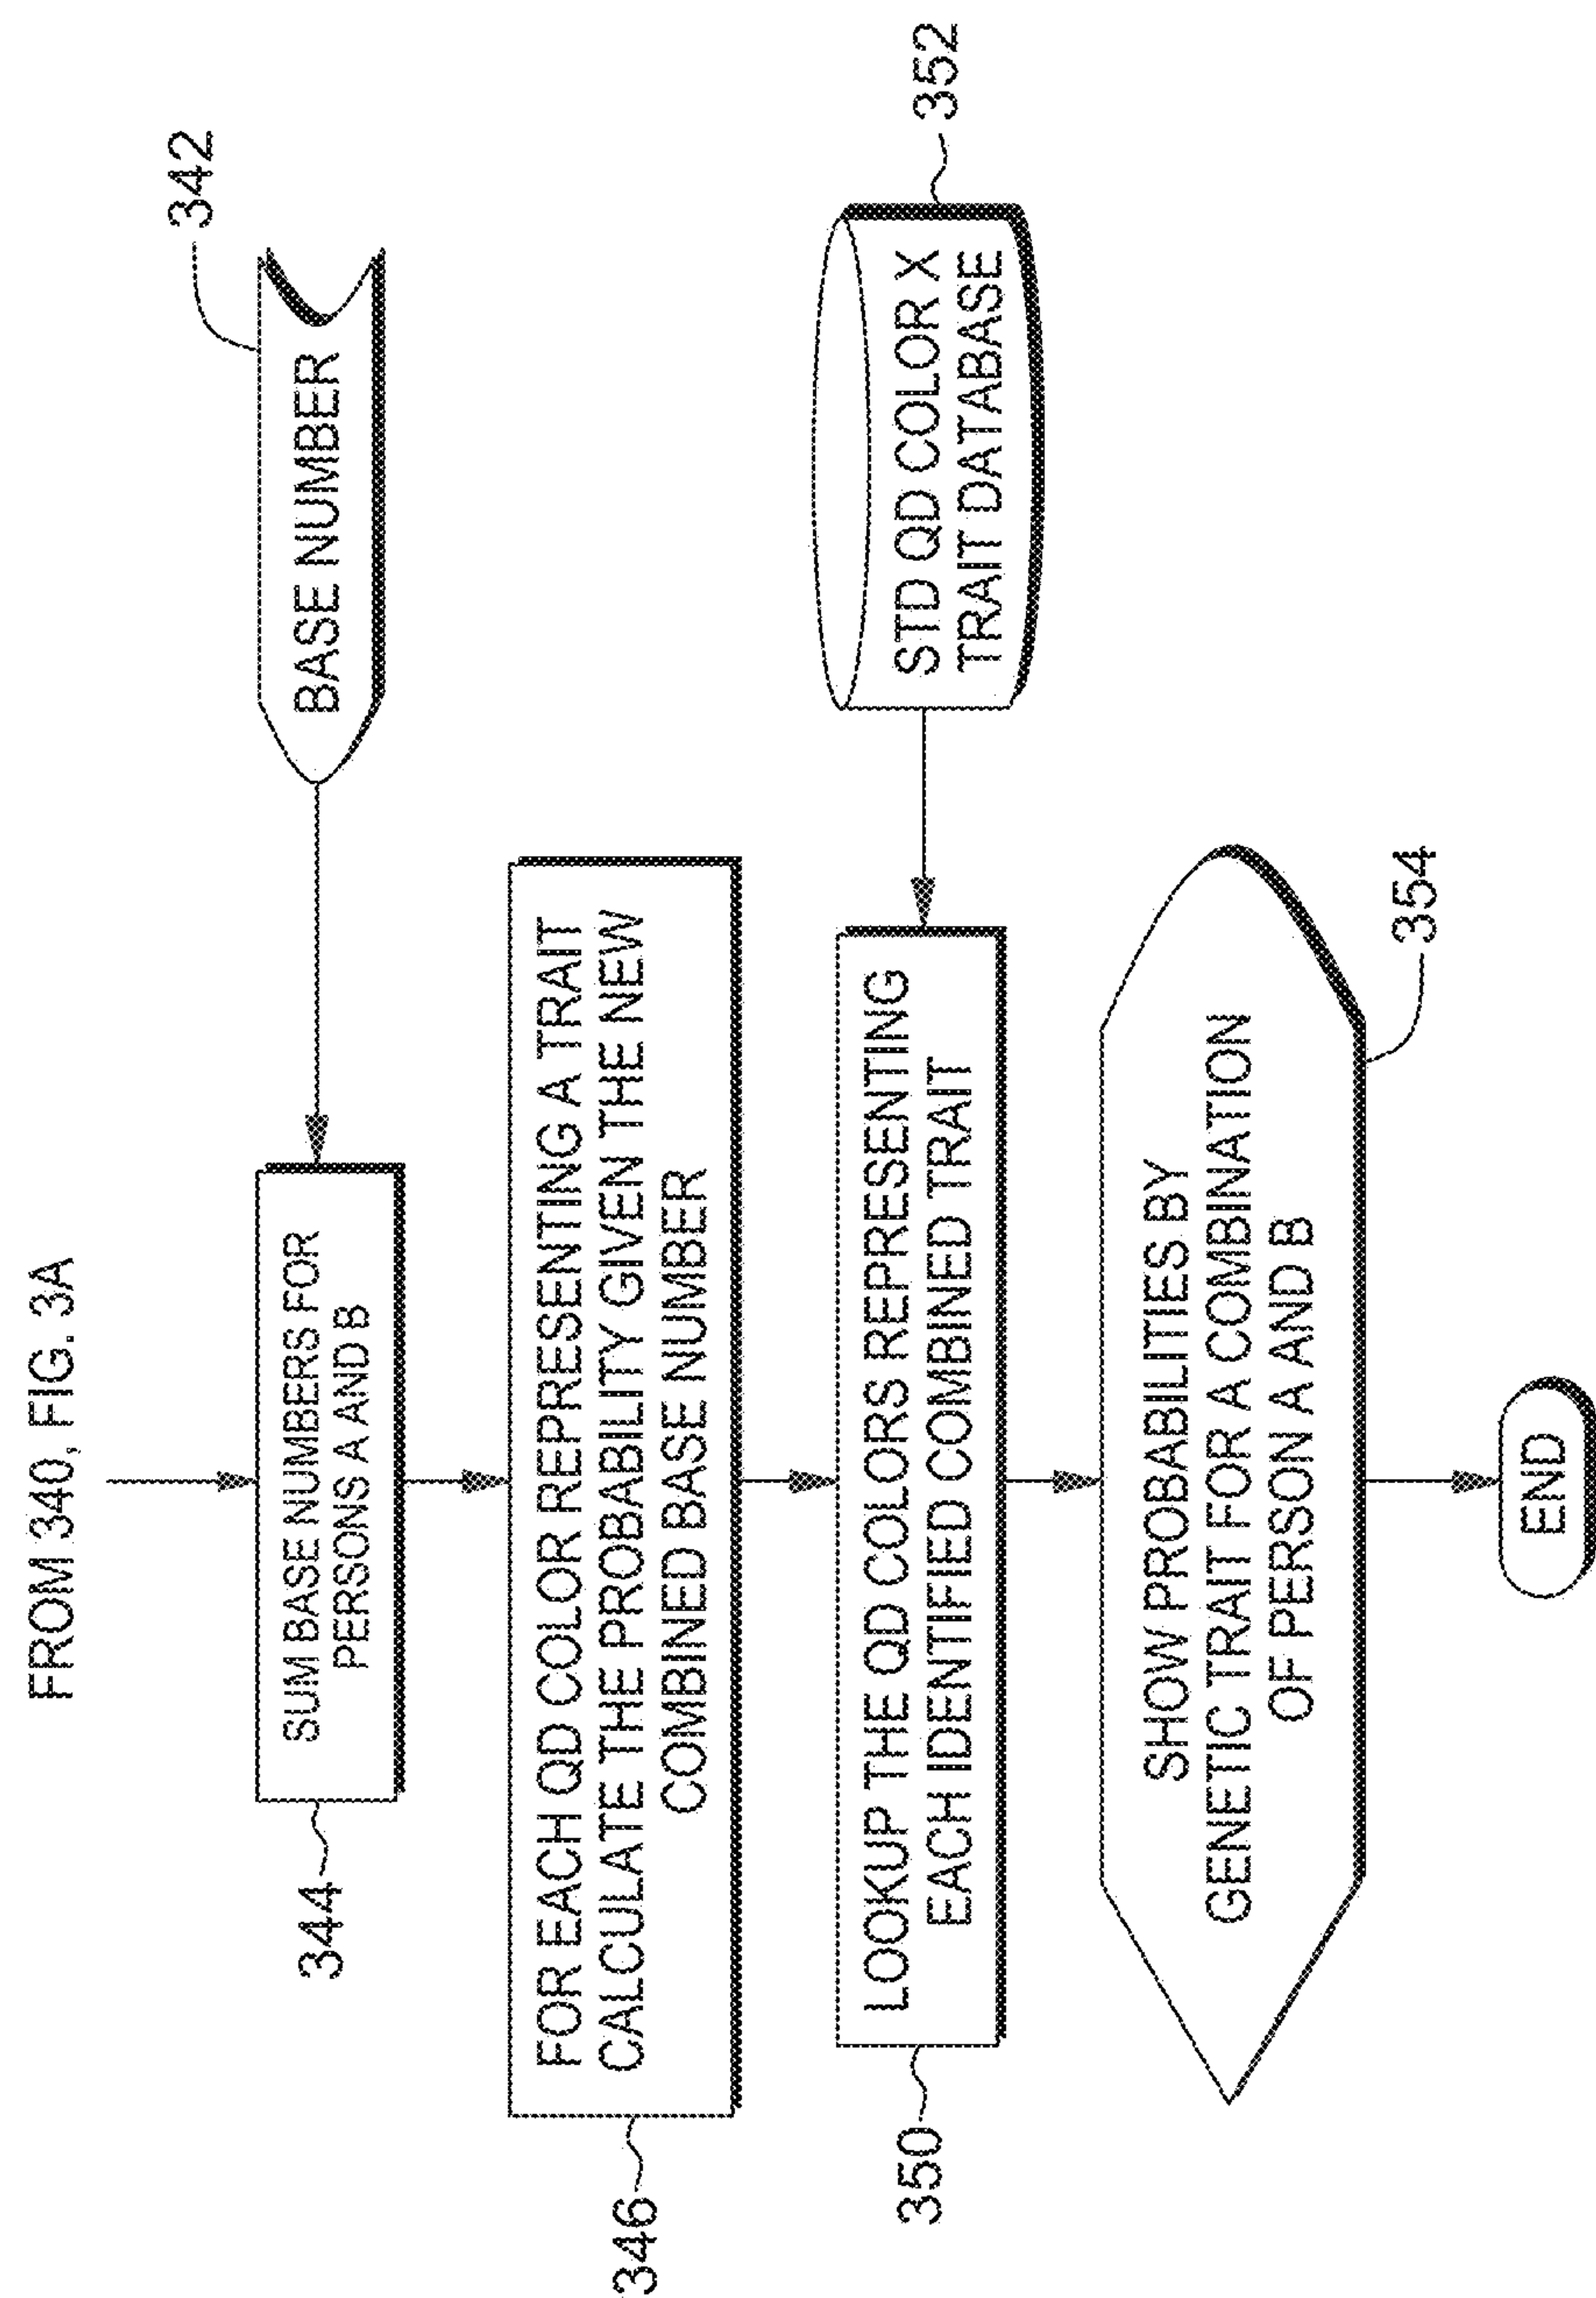 FROM 340, FIG. 3A
342
BASE NUMBER
344
SUM BASE NUMBERS FOR
PERSONS A AND B
346
FOR EACH QD COLOR REPRESENTING A TRAIT
CALCULATE THE PROBABILITY GIVEN THE NEW
COMBINED BASE NUMBER
350
LOOKUP THE QD COLORS REPRESENTING
EACH IDENTIFIED COMBINED TRAIT
352
STD QD COLOR X
TRAIT DATABASE
SHOW PROBABILITIES BY
GENETIC TRAIT FOR A COMBINATION
OF PERSON A AND B
354
END